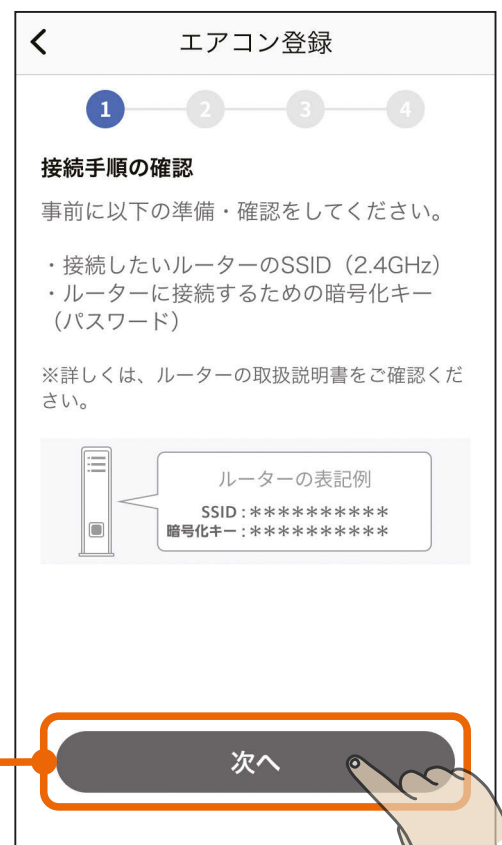 エアコン登録
1 2 3 4
接続手順の確認
事前に以下の準備・確認をしてください。
・接続したいルーターのSSID（2.4GHz）
・ルーターに接続するための暗号化キー
（パスワード）
※詳しくは、ルーターの取扱説明書をご確認くだ
さい。
ルーターの表記例
SSID：**********
暗号化キー：**********
次へ